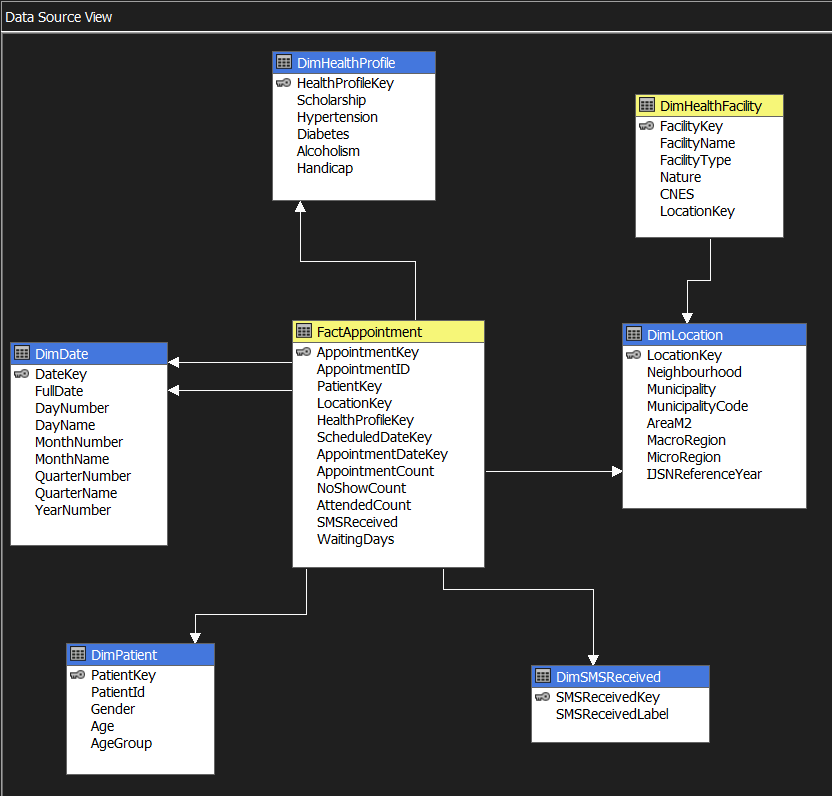 Data Source View
DimHealthProfile
HealthProfileKey
Scholarship
Hypertension
Diabetes
Alcoholism
Handicap
DimHealthFacility
FacilityKey
FacilityName
FacilityType
Nature
CNES
LocationKey
FactAppointment
AppointmentKey
AppointmentID
PatientKey
LocationKey
HealthProfileKey
ScheduledDateKey
AppointmentDateKey
AppointmentCount
NoShowCount
AttendedCount
SMSReceived
WaitingDays
DimDate
DateKey
FullDate
DayNumber
DayName
MonthNumber
MonthName
QuarterNumber
QuarterName
YearNumber
DimLocation
LocationKey
Neighbourhood
Municipality
MunicipalityCode
AreaM2
MacroRegion
MicroRegion
IJSNReferenceYear
DimPatient
PatientKey
PatientId
Gender
Age
AgeGroup
DimSMSReceived
SMSReceivedKey
SMSReceivedLabel